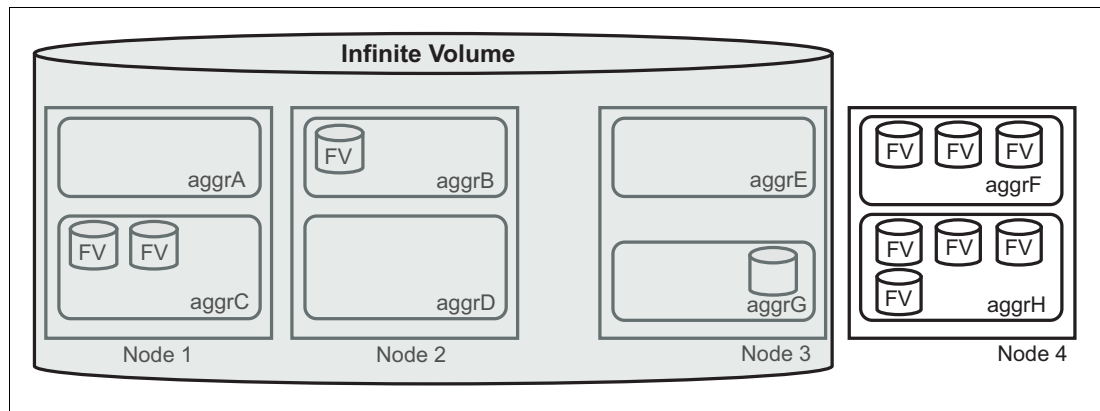 Infinite Volume
FV FV FV FV
aggrA aggrB aggrE aggrF
FV FV FV FV FV
FV
aggrC aggrD aggrG aggrH
Node 1 Node 2 Node 3 Node 4